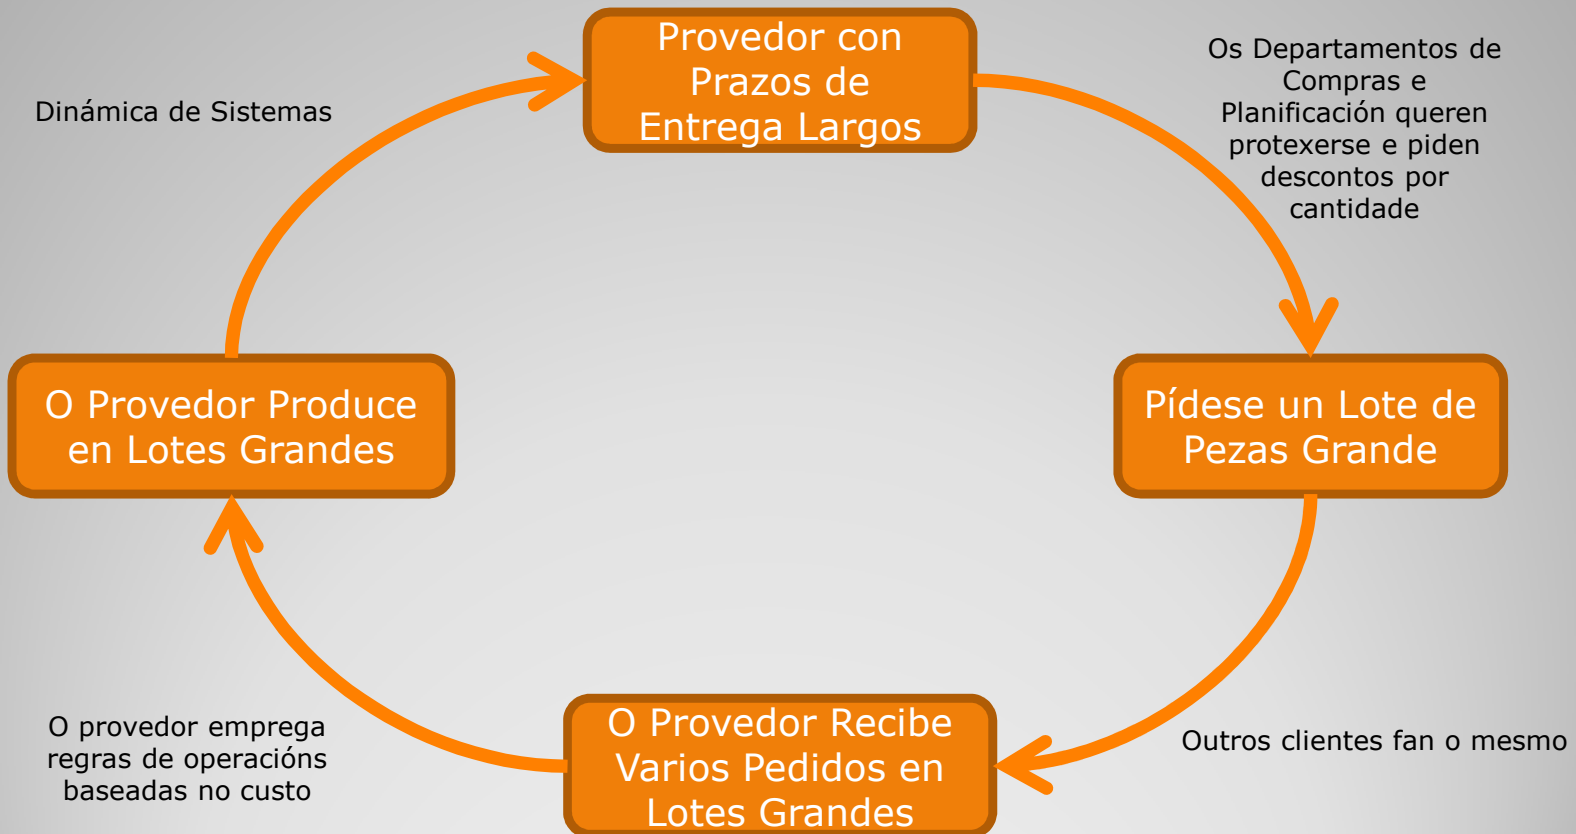 Provedor con
Prazos de
Entrega Largos
Os Departamentos de
Compras e
Planificación queren
protexerse e piden
descontos por
cantidade
Dinámica de Sistemas
O Provedor Produce
en Lotes Grandes
Pídese un Lote de
Pezas Grande
O provedor emprega
regras de operacións
baseadas no custo
O Provedor Recibe
Varios Pedidos en
Lotes Grandes
Outros clientes fan o mesmo